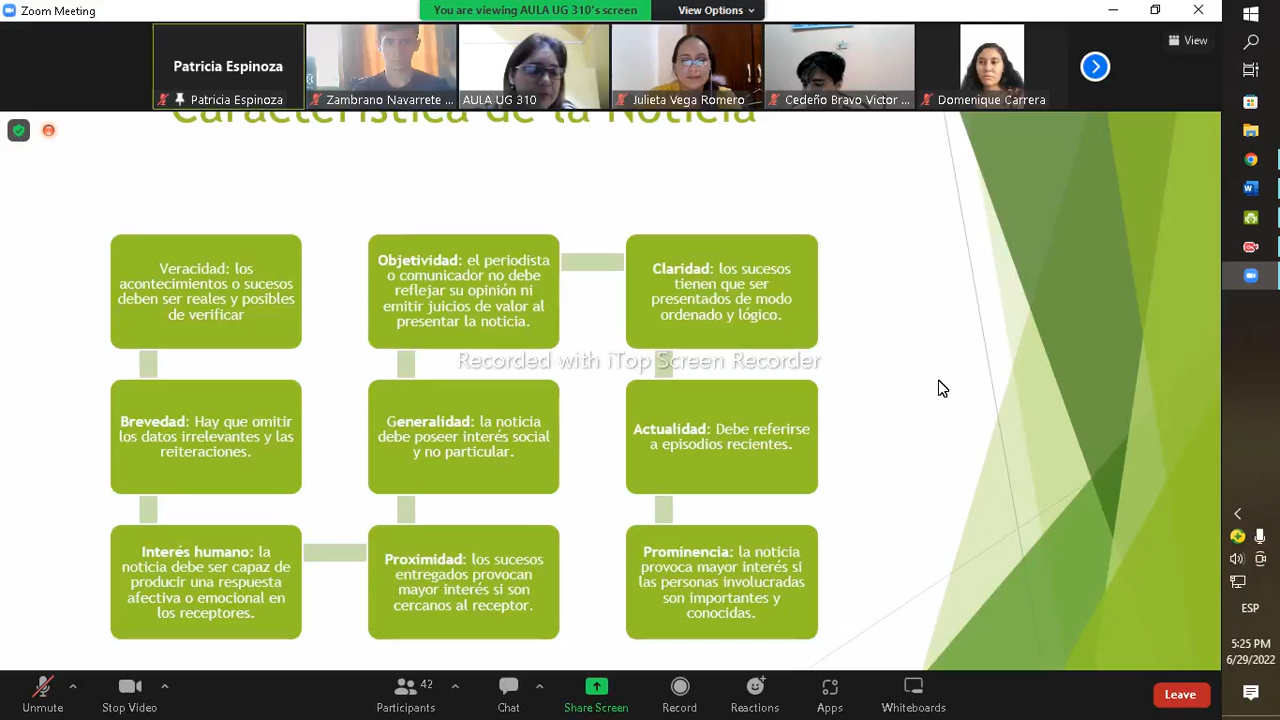 Zoom Meeting
You are viewing AULA UG 310's screen
View Options
Patricia Espinoza
Patricia Espinoza
Zambrano Navarrete ...
AULA UG 310
Julieta Vega Romero
Cedeño Bravo Victor ...
Domenique Carrera
View
Característica de la Noticia
Veracidad: los
acontecimientos o sucesos
deben ser reales y posibles
de verificar
Brevedad: Hay que omitir
los datos irrelevantes y las
reiteraciones.
Interés humano: la
noticia debe ser capaz de
producir una respuesta
afectiva o emocional en
los receptores.
Proximidad: los sucesos
entregados provocan
mayor interés si son
cercanos al receptor.
Generalidad: la noticia
debe poseer interés social
y no particular.
Objetividad: el periodista
o comunicador no debe
reflejar su opinión ni
emitir juicios de valor al
presentar la noticia.
Claridad: los sucesos
tienen que ser
presentados de modo
ordenado y lógico.
Actualidad: Debe referirse
a episodios recientes.
Prominencia: la noticia
provoca mayor interés si
las personas involucradas
son importantes y
conocidas.
Recorded with iTop Screen Recorder
ESP
5:25 PM
6/29/2022
Unmute
Stop Video
42
Participants
Chat
Share Screen
Record
Reactions
Apps
Whiteboards
Leave